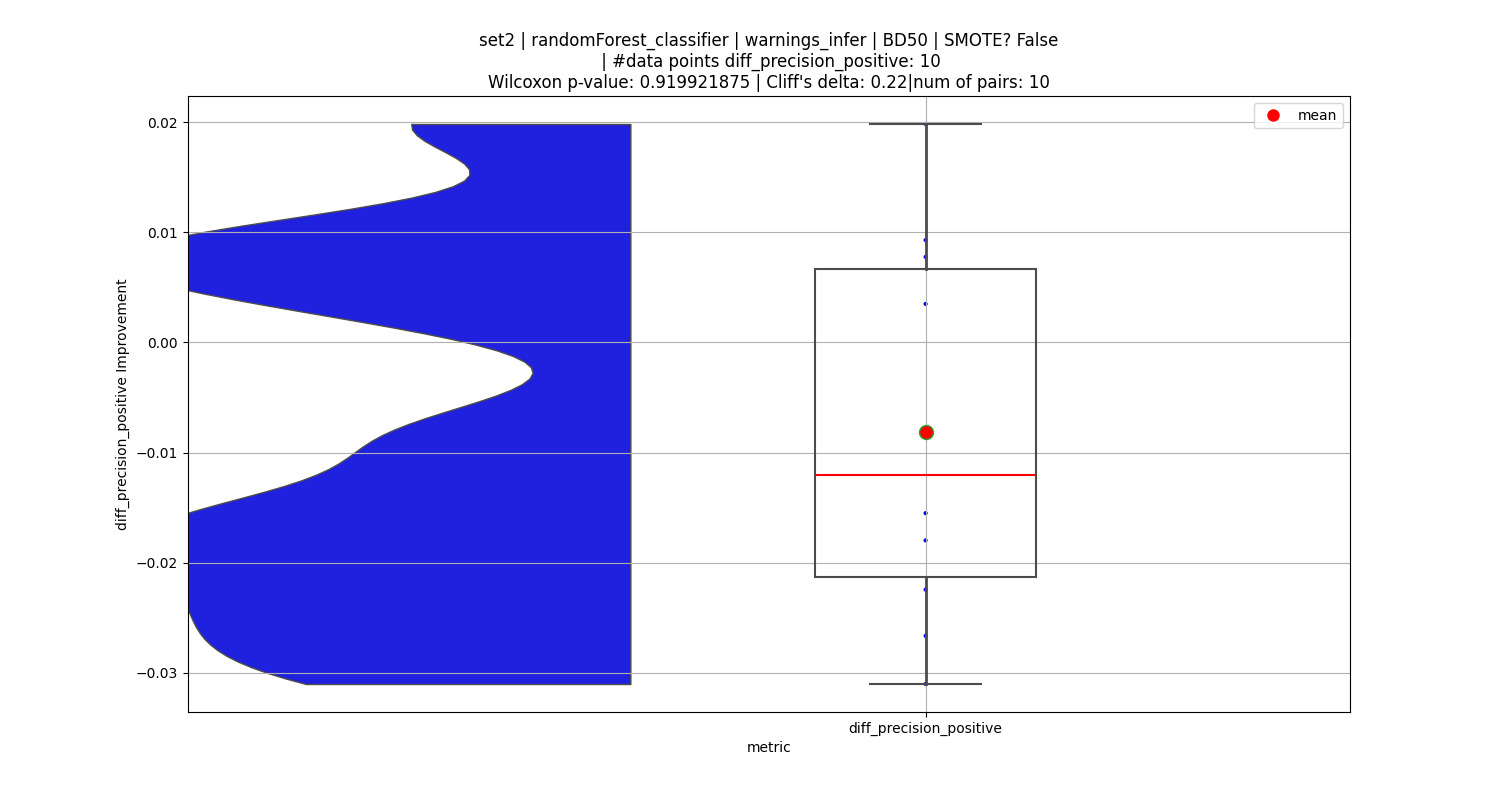 set2 | randomForest_classifier | warnings_infer | BD50 | SMOTE? False
| #data points diff_precision_positive: 10
Wilcoxon p-value: 0.919921875 | Cliff's delta: 0.22|num of pairs: 10
mean
0.02
0.01
0.00
−0.01
−0.02
−0.03
diff_precision_positive Improvement
diff_precision_positive
metric